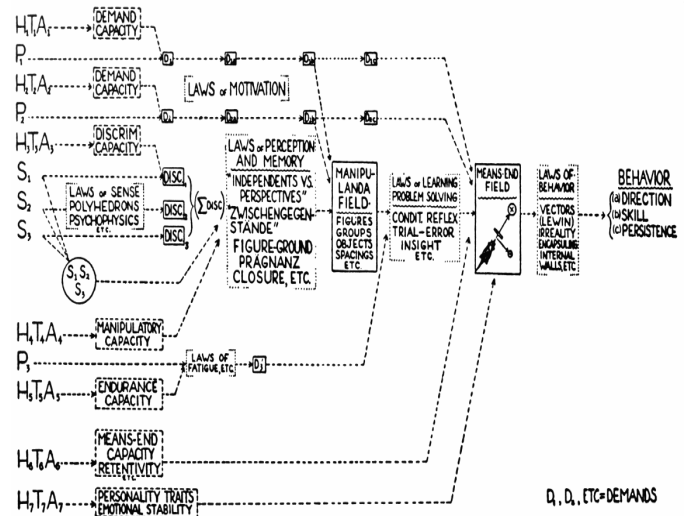 H₁T₁A₁
DEMAND
CAPACITY
P₁
H₂T₂A₂
DEMAND
CAPACITY
LAWS OF MOTIVATION
P₂
H₃T₃A₃
DISCRIM
CAPACITY
S₁
S₂
S₃
LAWS OF SENSE
POLYHEDRONS
PSYCHOPHYSICS
ETC.
DISC₁
DISC
DISC₃
(∑DISC)
S₁ S₂
S₃
LAWS OF PERCEPTION
AND MEMORY
"INDEPENDENTS VS.
PERSPECTIVES"
"ZWISCHENGEGEN-
STÄNDE"
FIGURE-GROUND
PRÄGNANZ
CLOSURE, ETC.
MANIPU-
LANDA
FIELD-
FIGURES
GROUPS
OBJECTS
SPACINGS
ETC.
LAWS OF LEARNING
PROBLEM SOLVING
CONDIT REFLEX
TRIAL-ERROR
INSIGHT
ETC.
MEANS-END
FIELD
LAWS OF
BEHAVIOR
VECTORS
(LEWIN)
IRREALITY
ENCAPSULING
INTERNAL
WALLS, ETC.
BEHAVIOR
(a) DIRECTION
(b) SKILL
(c) PERSISTENCE
H₄T₄A₄
MANIPULATORY
CAPACITY
P₃
LAWS OF
FATIGUE, ETC.
H₅T₅A₅
ENDURANCE
CAPACITY
H₆T₆A₆
MEANS-END
CAPACITY
RETENTIVITY
ETC.
H₇T₇A₇
PERSONALITY TRAITS
EMOTIONAL STABILITY
ETC=DEMANDS